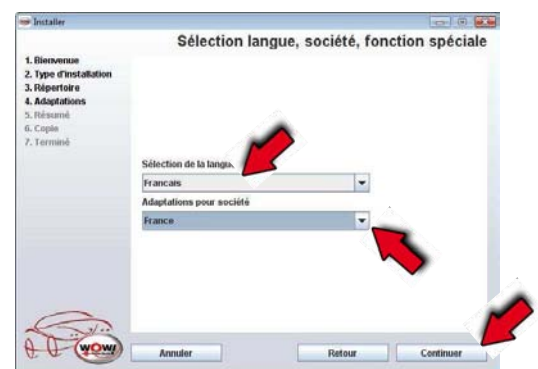 Installer
Sélection langue, société, fonction spéciale
1. Bienvenue
2. Type d'installation
3. Répertoire
4. Adaptations
5. Résumé
6. Copie
7. Terminé
Sélection de la langue
Francais
Adaptations pour société
France
WOW!
Annuler
Retour
Continuer